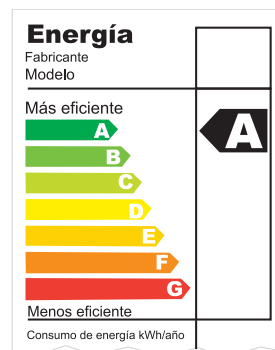 Energía
Fabricante
Modelo
Más eficiente
A
A
B
C
D
E
F
G
Menos eficiente
Consumo de energía kWh/año